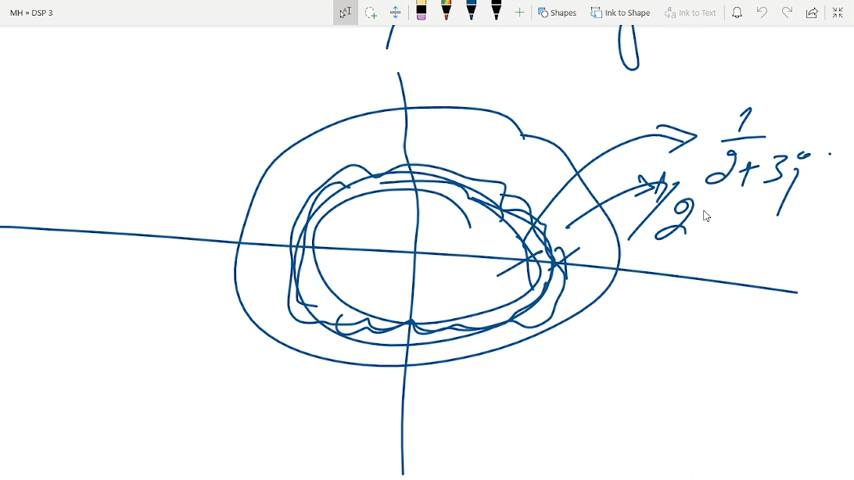 MH = DSP 3
Shapes
Ink to Shape
Ink to Text
1
2+3j
2